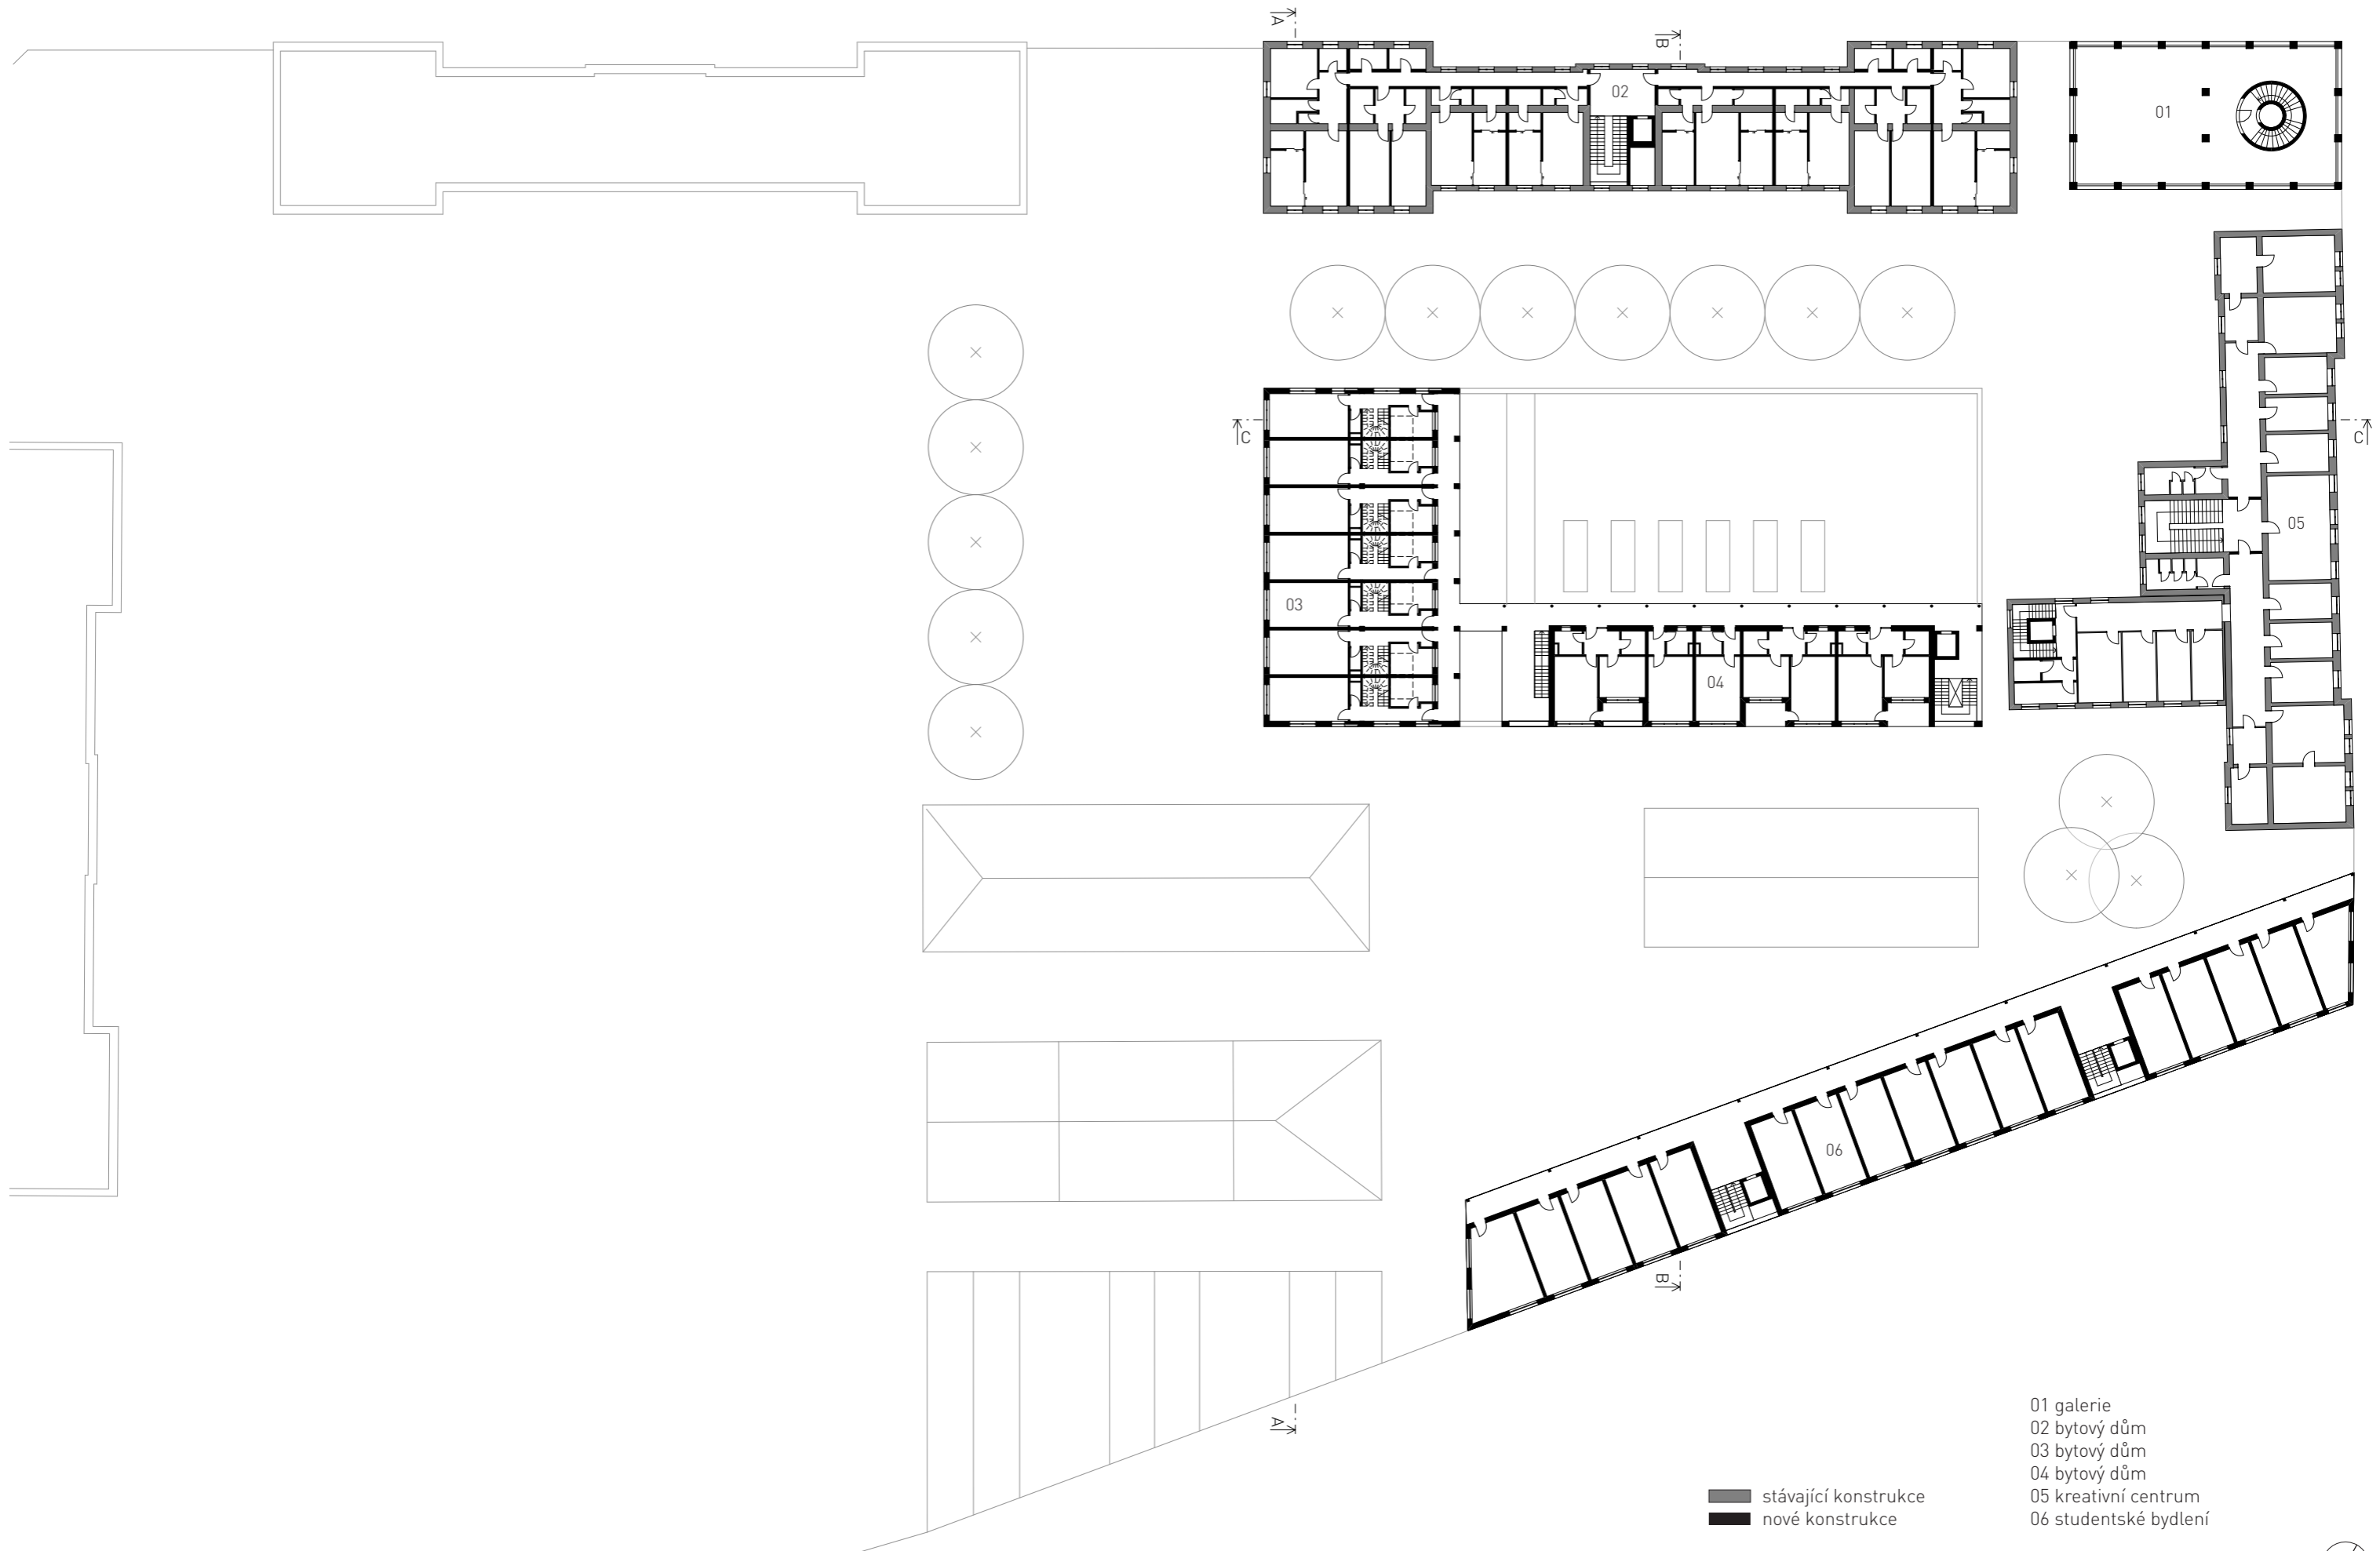 A
B
02
01
C
C
05
03
04
06
B
A
01 galerie
02 bytový dům
03 bytový dům
04 bytový dům
stávající konstrukce
05 kreativní centrum
nové konstrukce
06 studentské bydlení